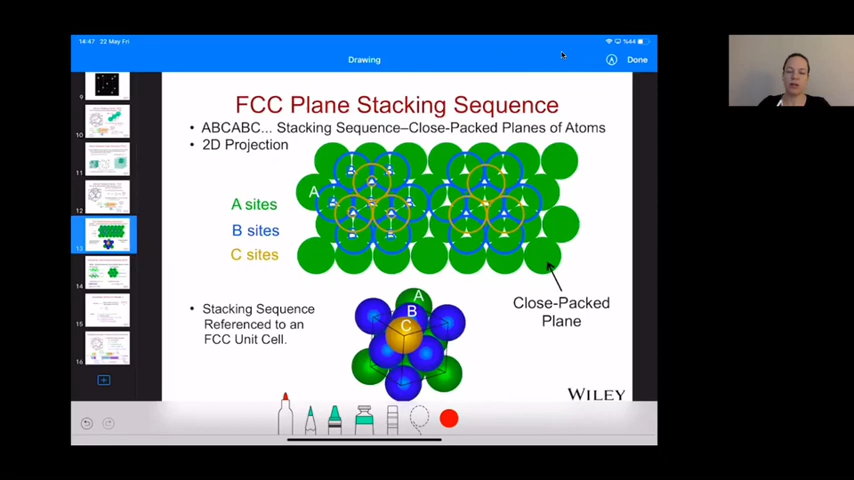 14:47 22 May Fri
%44
Drawing
Done
FCC Plane Stacking Sequence
• ABCABC... Stacking Sequence–Close-Packed Planes of Atoms
• 2D Projection
A
A sites
B sites
C sites
Close-Packed
Plane
• Stacking Sequence
Referenced to an
FCC Unit Cell.
A
B
C
WILEY
9
10
11
12
13
14
15
16